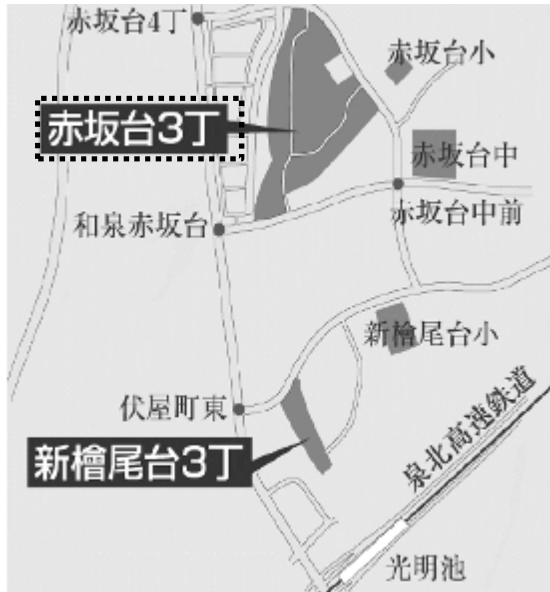 赤坂台4丁
赤坂台小
赤坂台3丁
赤坂台中
赤坂台中前
和泉赤坂台
新檜尾台小
伏屋町東
新檜尾台3丁
泉北高速鉄道
光明池